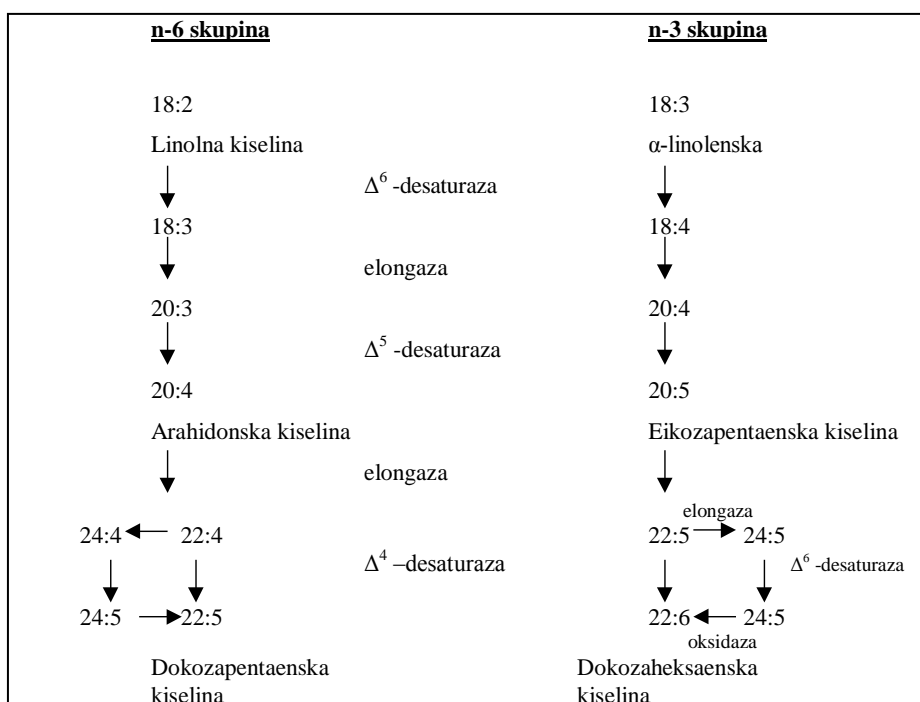 n-6 skupina n-3 skupina
18:2 18:3
Linolna kiselina α-linolenska
Δ⁶ -desaturaza
18:3 18:4
elongaza
20:3 20:4
Δ⁵ -desaturaza
20:4 20:5
Arahidonska kiselina Eikozapentaenska kiselina
elongaza
elongaza
24:4 22:4 22:5 24:5
Δ⁴ –desaturaza Δ⁶ -desaturaza
24:5 22:5 22:6 24:5
oksidaza
Dokozapentaenska Dokozaheksaenska
kiselina kiselina